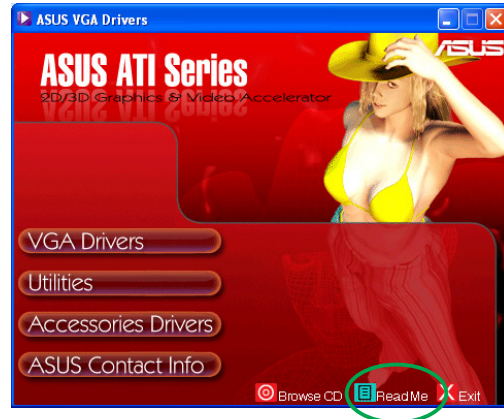 ASUS VGA Drivers
ASUS
ASUS ATI Series
2D/3D Graphics & Video Accelerator
VGA Drivers
Utilities
Accessories Drivers
ASUS Contact Info
Browse CD ReadMe Exit